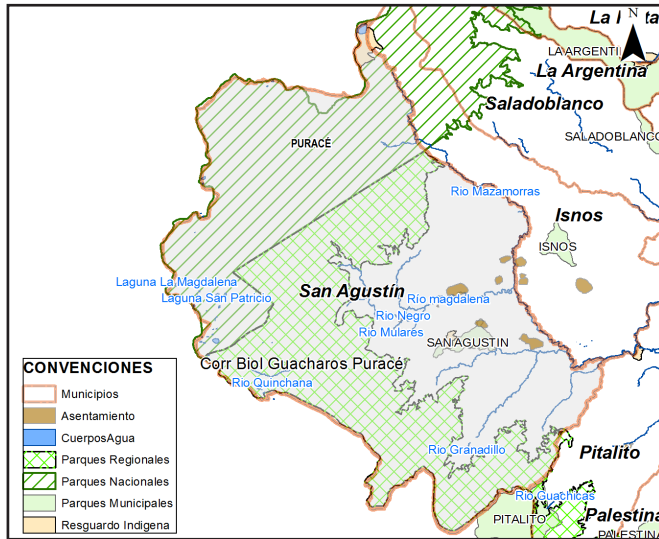 N
LA ARGENTI
La Argentina
Saladoblanco
SALADOBLANCO
PURACÉ
Rio Mazamorras
Isnos
ISNOS
Laguna La Magdalena
Laguna San Patricio
San Agustín
Rio magdalena
Rio Negro
Rio Mulares
SAN AGUSTIN
Corr Biol Guacharos Puracé
Rio Quinchana
Rio Granadillo
Pitalito
Rio Guachicas
PITALITO
Palestina
PALESTINA
CONVENCIONES
Municipios
Asentamiento
CuerposAgua
Parques Regionales
Parques Nacionales
Parques Municipales
Resguardo Indigena